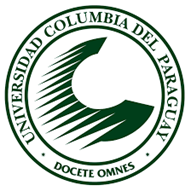 UNIVERSIDAD COLUMBIA DEL PARAGUAY
· DOCETE OMNES ·